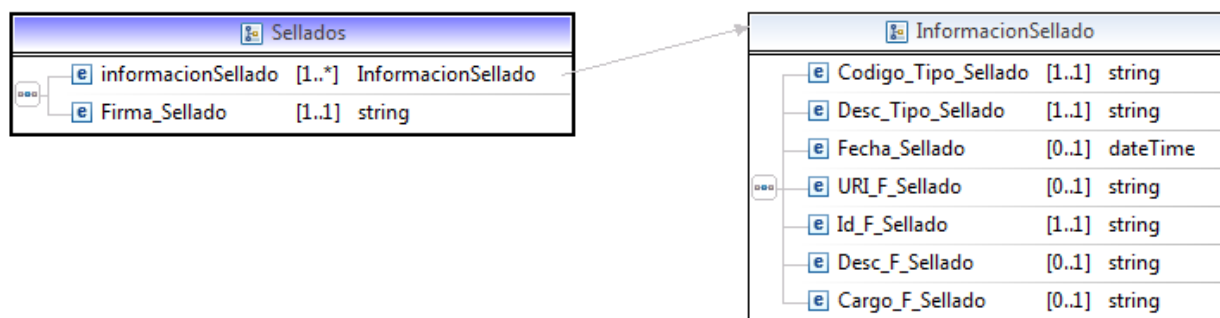 Sellados
e informacionSellado [1..*] InformacionSellado
e Firma_Sellado [1..1] string
InformacionSellado
e Codigo_Tipo_Sellado [1..1] string
e Desc_Tipo_Sellado [1..1] string
e Fecha_Sellado [0..1] dateTime
e URI_F_Sellado [0..1] string
e Id_F_Sellado [1..1] string
e Desc_F_Sellado [0..1] string
e Cargo_F_Sellado [0..1] string